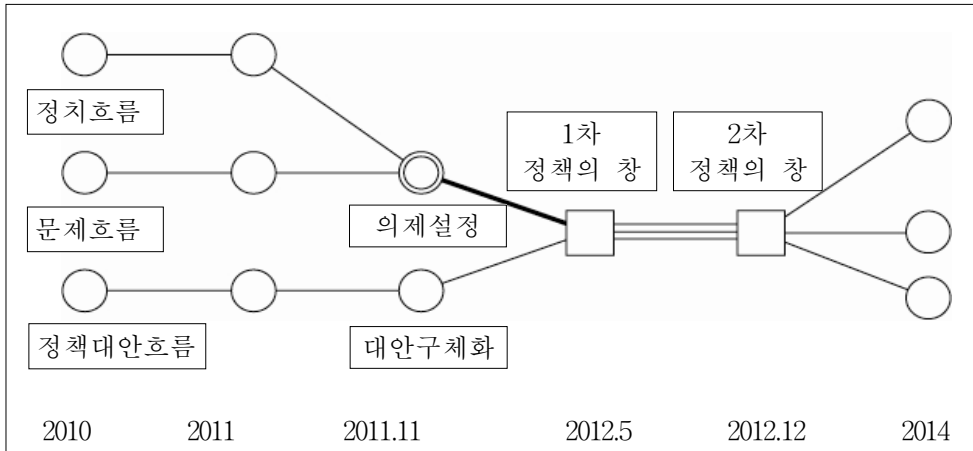 정치흐름
1차
정책의 창
2차
정책의 창
문제흐름
의제설정
정책대안흐름
대안구체화
2010
2011
2011.11
2012.5
2012.12
2014